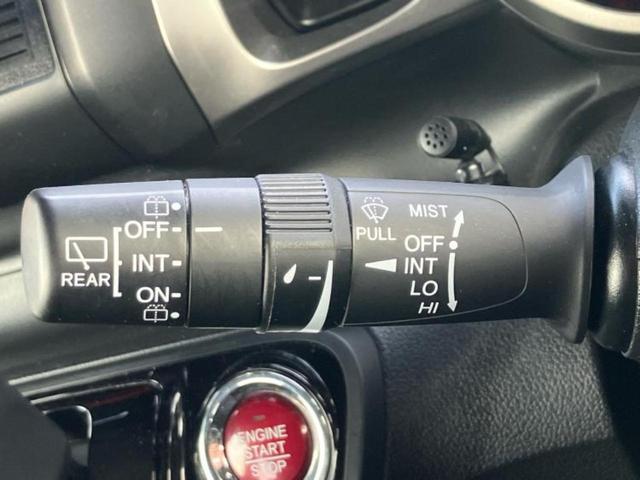 OFF
INT
REAR
ON
MIST
PULL
OFF
INT
LO
HI
ENGINE
START
STOP